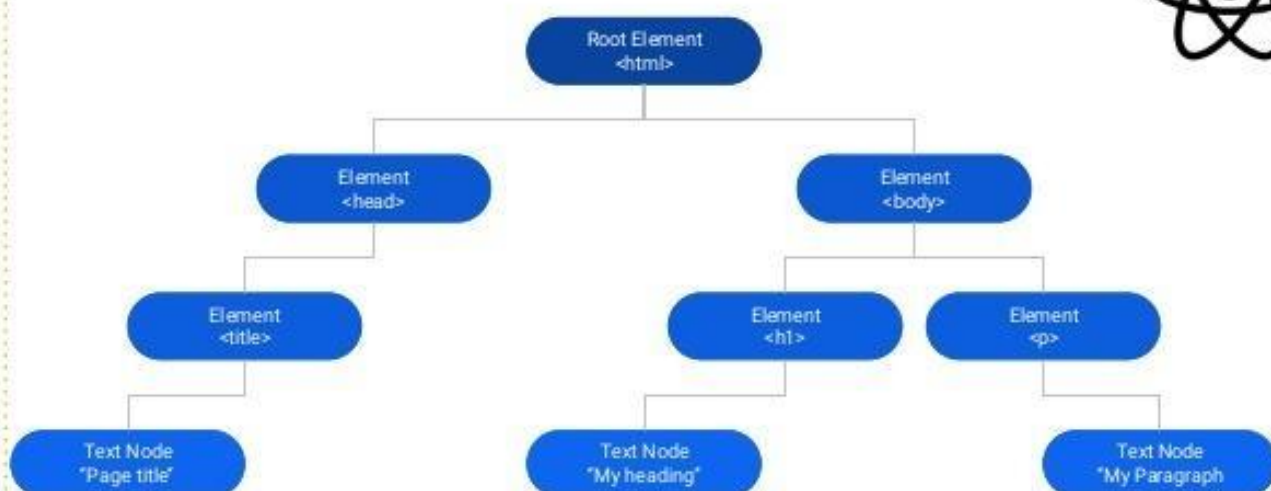 Root Element
<html>
Element
<head>
Element
<body>
Element
<title>
Element
<h1>
Element
<p>
Text Node
"Page title"
Text Node
"My heading"
Text Node
"My Paragraph